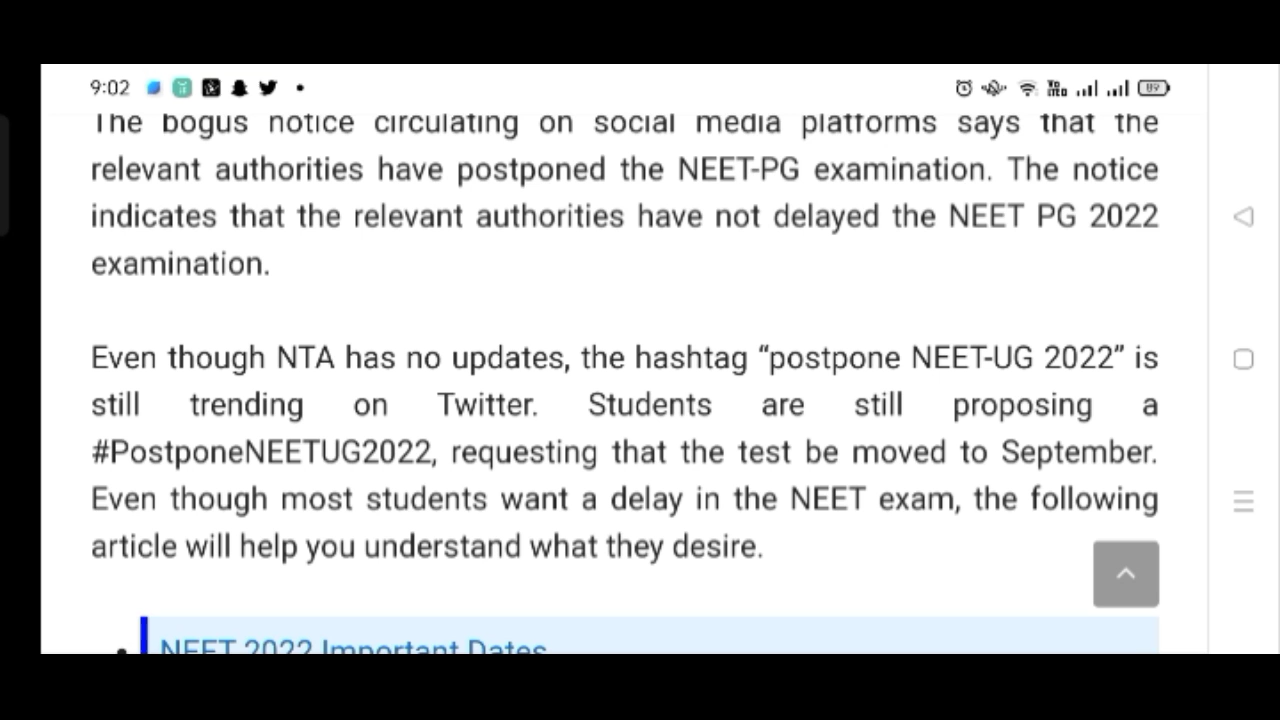 9:02
VO LTE 89
The bogus notice circulating on social media platforms says that the
relevant authorities have postponed the NEET-PG examination. The notice
indicates that the relevant authorities have not delayed the NEET PG 2022
examination.
Even though NTA has no updates, the hashtag “postpone NEET-UG 2022” is
still trending on Twitter. Students are still proposing a
#PostponeNEETUG2022, requesting that the test be moved to September.
Even though most students want a delay in the NEET exam, the following
article will help you understand what they desire.
NEET 2022 Important Dates